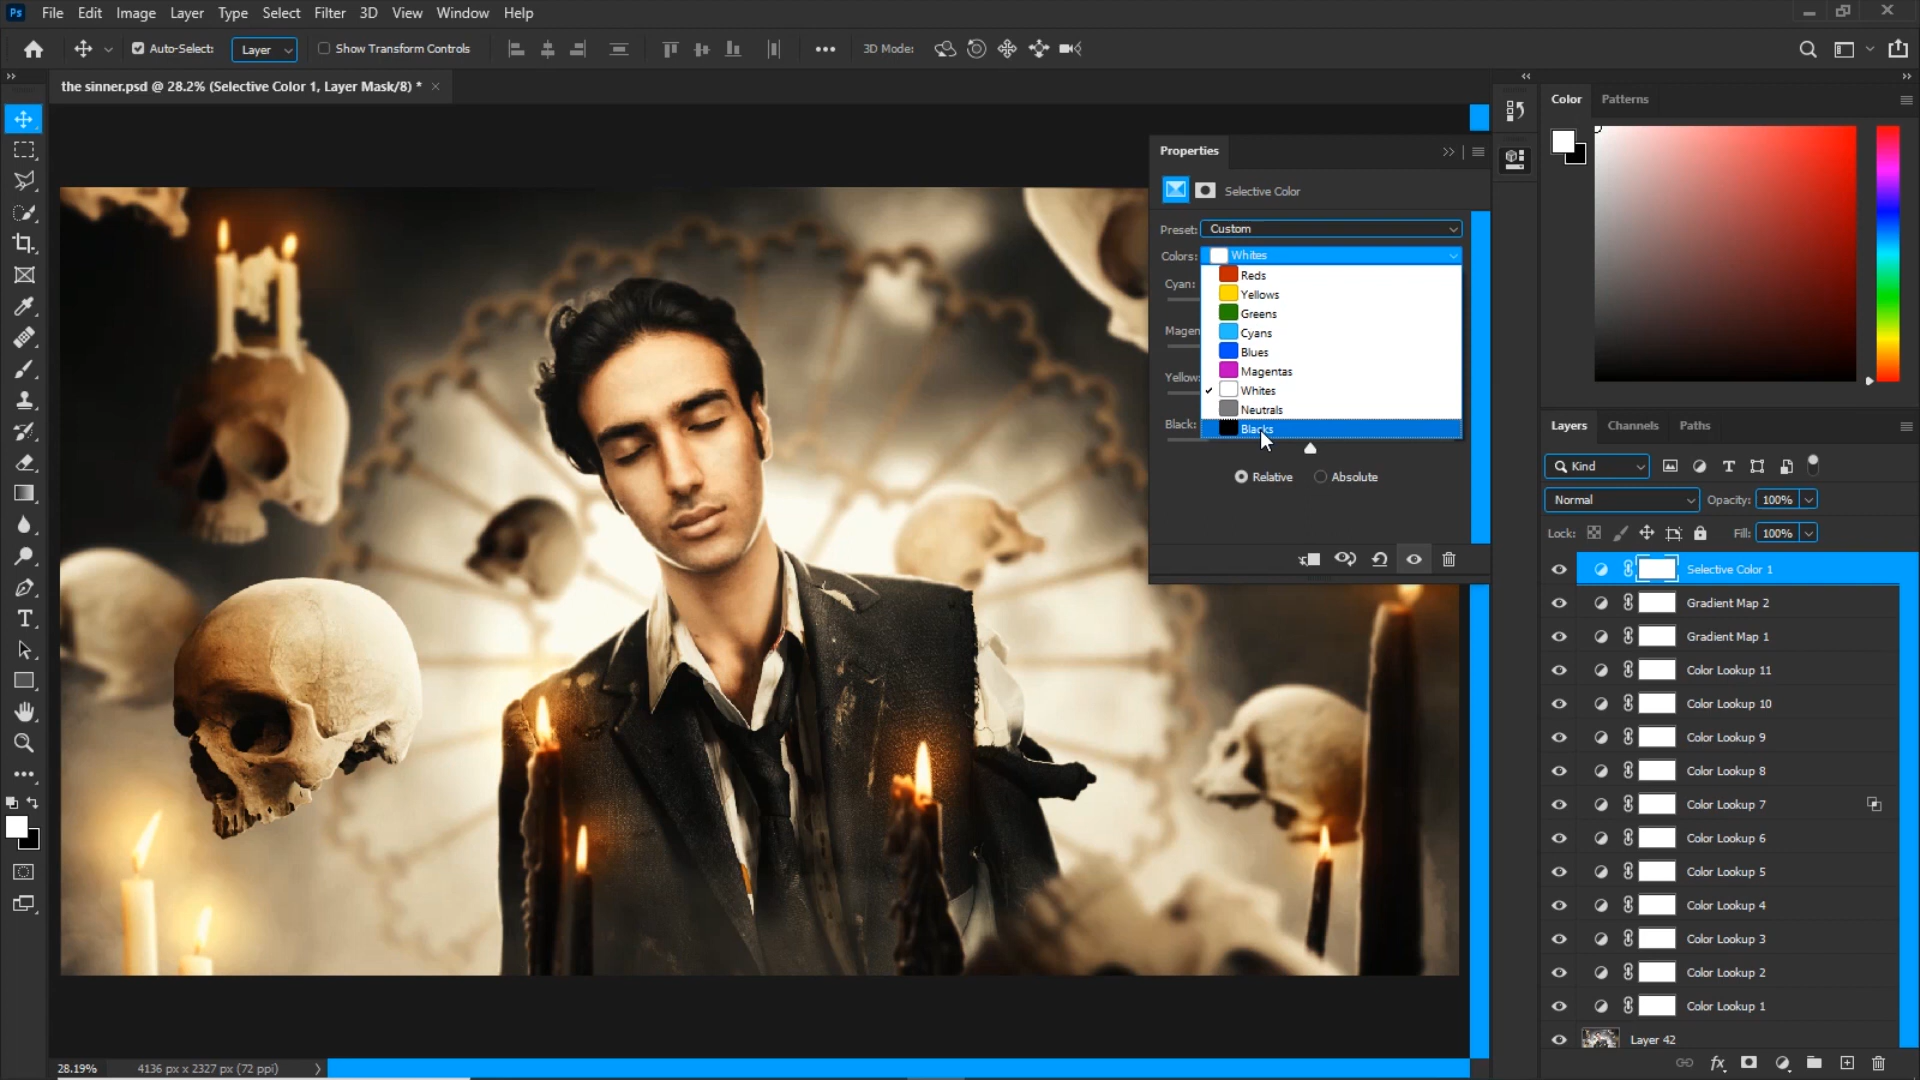 Ps File Edit Image Layer Type Select Filter 3D View Window Help
Auto-Select: Layer Show Transform Controls 3D Mode:
the sinner.psd @ 28.2% (Selective Color 1, Layer Mask/8) *
Color Patterns
Properties
Selective Color
Preset: Custom
Colors: Whites
Reds
Cyan:
Yellows
Greens
Magen
Cyans
Blues
Magentas
Yellow:
Whites
Neutrals
Black:
Blacks
Relative Absolute
Layers Channels Paths
Kind
Normal Opacity: 100%
Lock: Fill: 100%
Selective Color 1
Gradient Map 2
Gradient Map 1
Color Lookup 11
Color Lookup 10
Color Lookup 9
Color Lookup 8
Color Lookup 7
Color Lookup 6
Color Lookup 5
Color Lookup 4
Color Lookup 3
Color Lookup 2
Color Lookup 1
Layer 42
28.19% 4136 px x 2327 px (72 ppi)